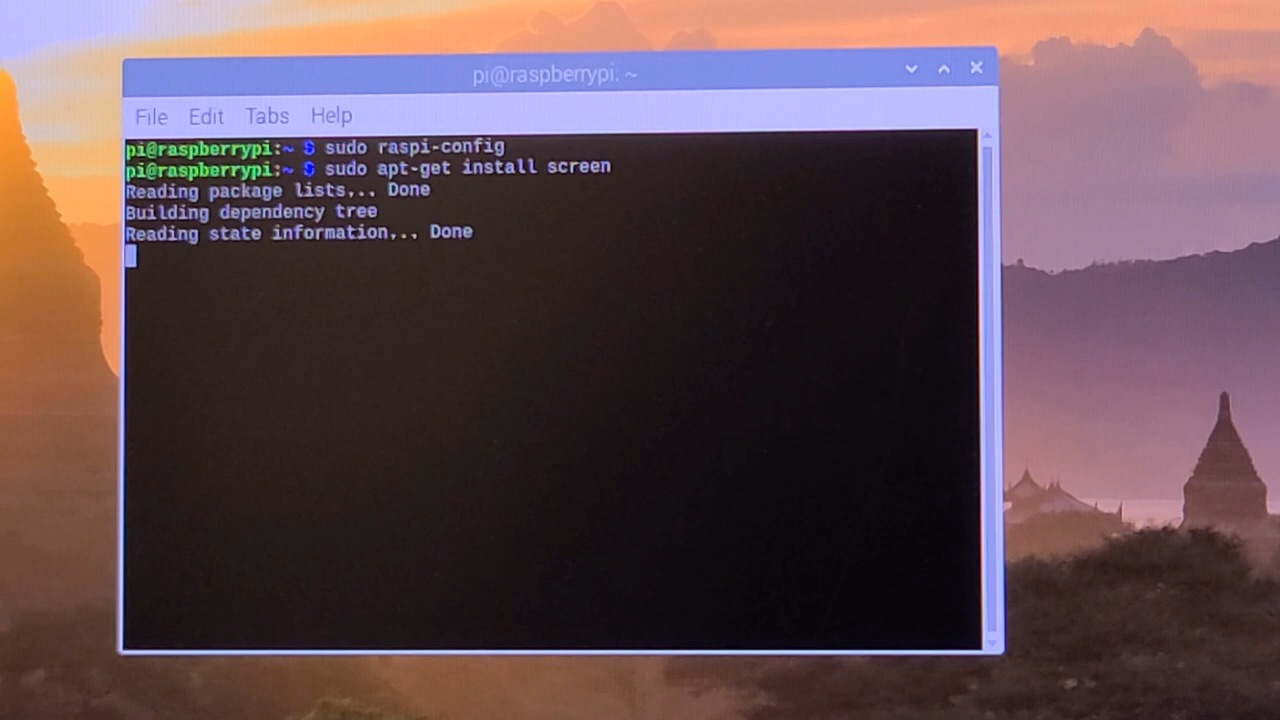 pi@raspberrypi: ~
File Edit Tabs Help
pi@raspberrypi:~ $ sudo raspi-config
pi@raspberrypi:~ $ sudo apt-get install screen
Reading package lists... Done
Building dependency tree
Reading state information... Done